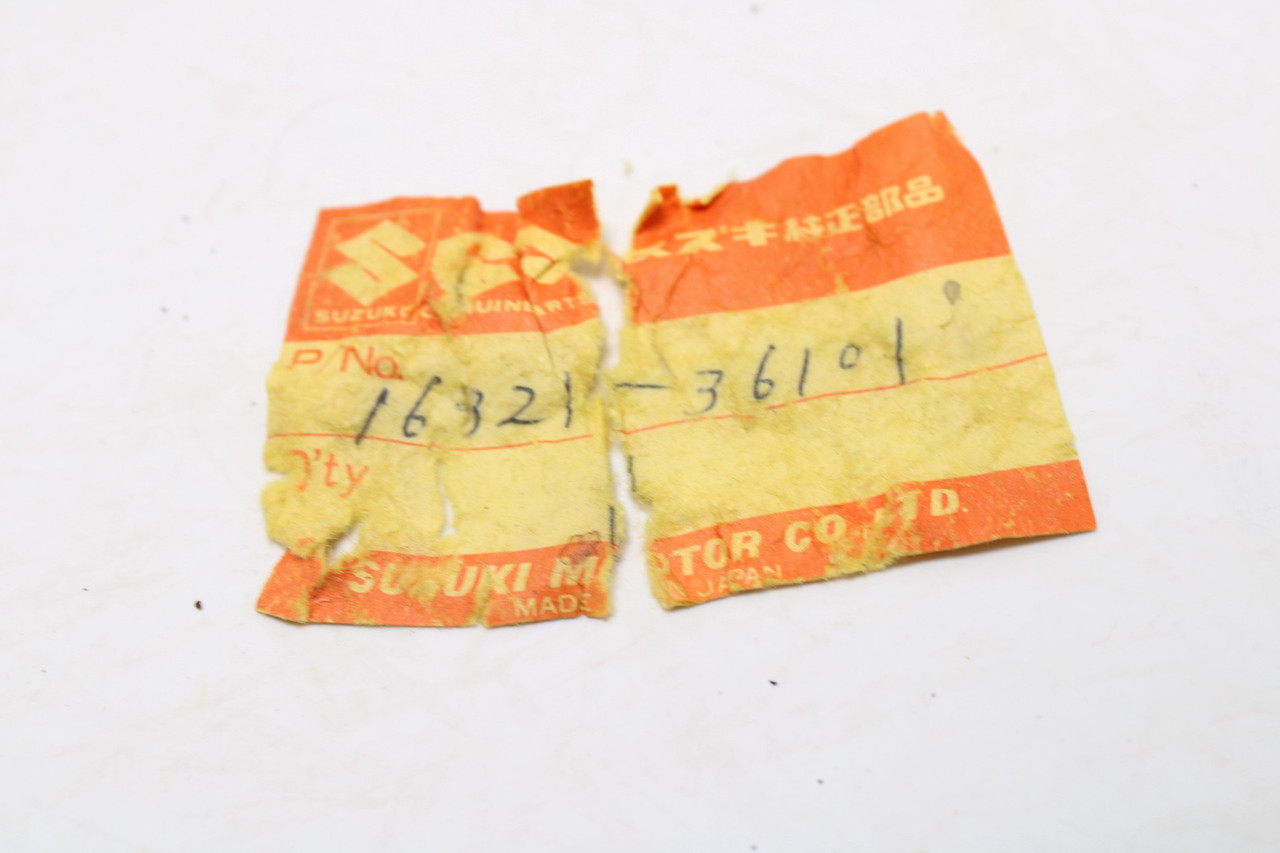 スズキ純正部品
SUZUKI GENUINE PARTS
P/No. 16321-36101
Q'ty
SUZUKI MOTOR CO.,LTD.
MADE IN JAPAN